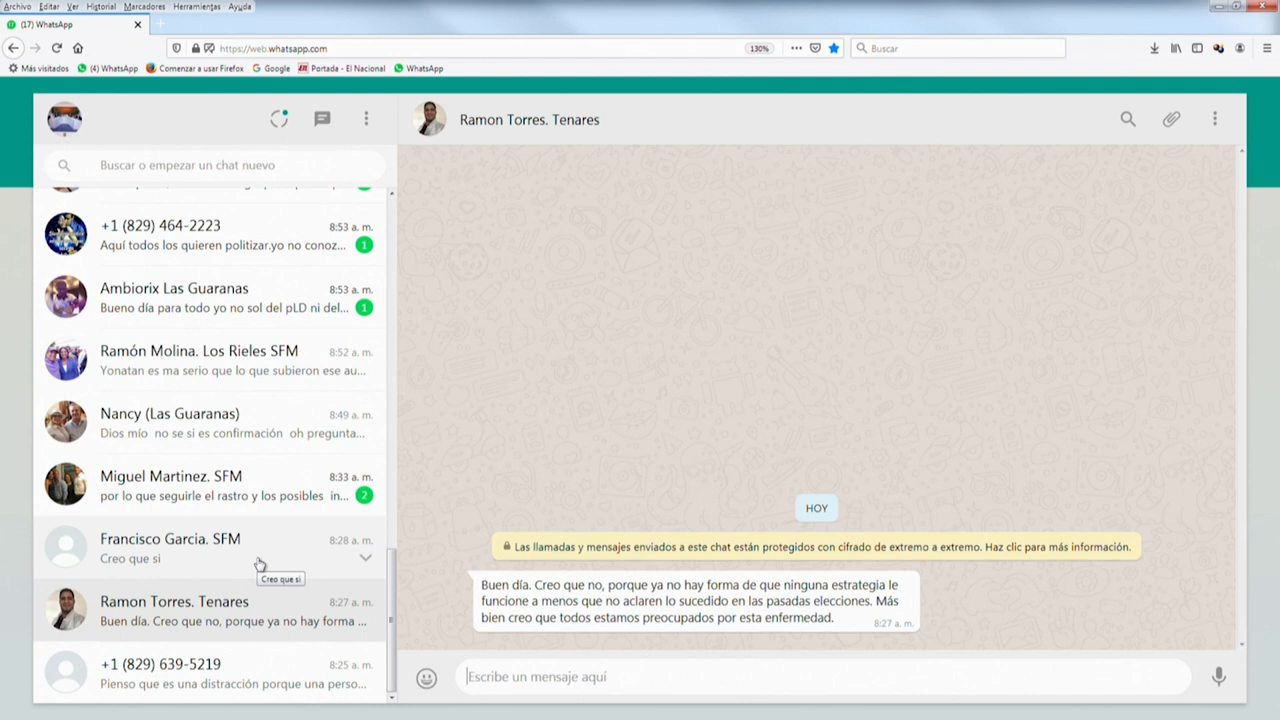 Archivo Editar Ver Historial Marcadores Herramientas Ayuda
(17) WhatsApp
https://web.whatsapp.com
130%
Buscar
Más visitados (4) WhatsApp Comenzar a usar Firefox Google Portada - El Nacional WhatsApp
Buscar o empezar un chat nuevo
+1 (829) 464-2223 8:53 a. m.
Aquí todos los quieren politizar.yo no conoz... 1
Ambiorix Las Guaranas 8:53 a. m.
Bueno día para todo yo no sol del pLD ni del... 1
Ramón Molina. Los Rieles SFM 8:52 a. m.
Yonatan es ma serio que lo que subieron ese au...
Nancy (Las Guaranas) 8:49 a. m.
Dios mío no se si es confirmación oh pregunta...
Miguel Martinez. SFM 8:33 a. m.
por lo que seguirle el rastro y los posibles in... 2
Francisco Garcia. SFM 8:28 a. m.
Creo que si
Creo que si
Ramon Torres. Tenares 8:27 a. m.
Buen día. Creo que no, porque ya no hay forma ...
+1 (829) 639-5219 8:25 a. m.
Pienso que es una distracción porque una perso...
Ramon Torres. Tenares
HOY
Las llamadas y mensajes enviados a este chat están protegidos con cifrado de extremo a extremo. Haz clic para más información.
Buen día. Creo que no, porque ya no hay forma de que ninguna estrategia le
funcione a menos que no aclaren lo sucedido en las pasadas elecciones. Más
bien creo que todos estamos preocupados por esta enfermedad.
8:27 a. m.
Escribe un mensaje aquí